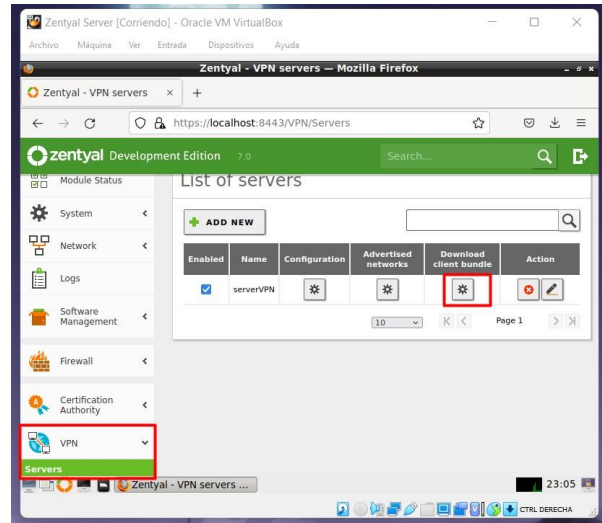 Zentyal Server [Corriendo] - Oracle VM VirtualBox
Archivo Máquina Ver Entrada Dispositivos Ayuda
Zentyal - VPN servers — Mozilla Firefox
Zentyal - VPN servers × +
https://localhost:8443/VPN/Servers
zentyal Development Edition 7.0 Search...
Module Status
List of servers
System
ADD NEW
Network
Enabled Name Configuration Advertised networks Download client bundle Action
Logs
serverVPN
Software Management
10 Page 1
Firewall
Certification Authority
VPN
Servers
Zentyal - VPN servers ... 23:05
CTRL DERECHA